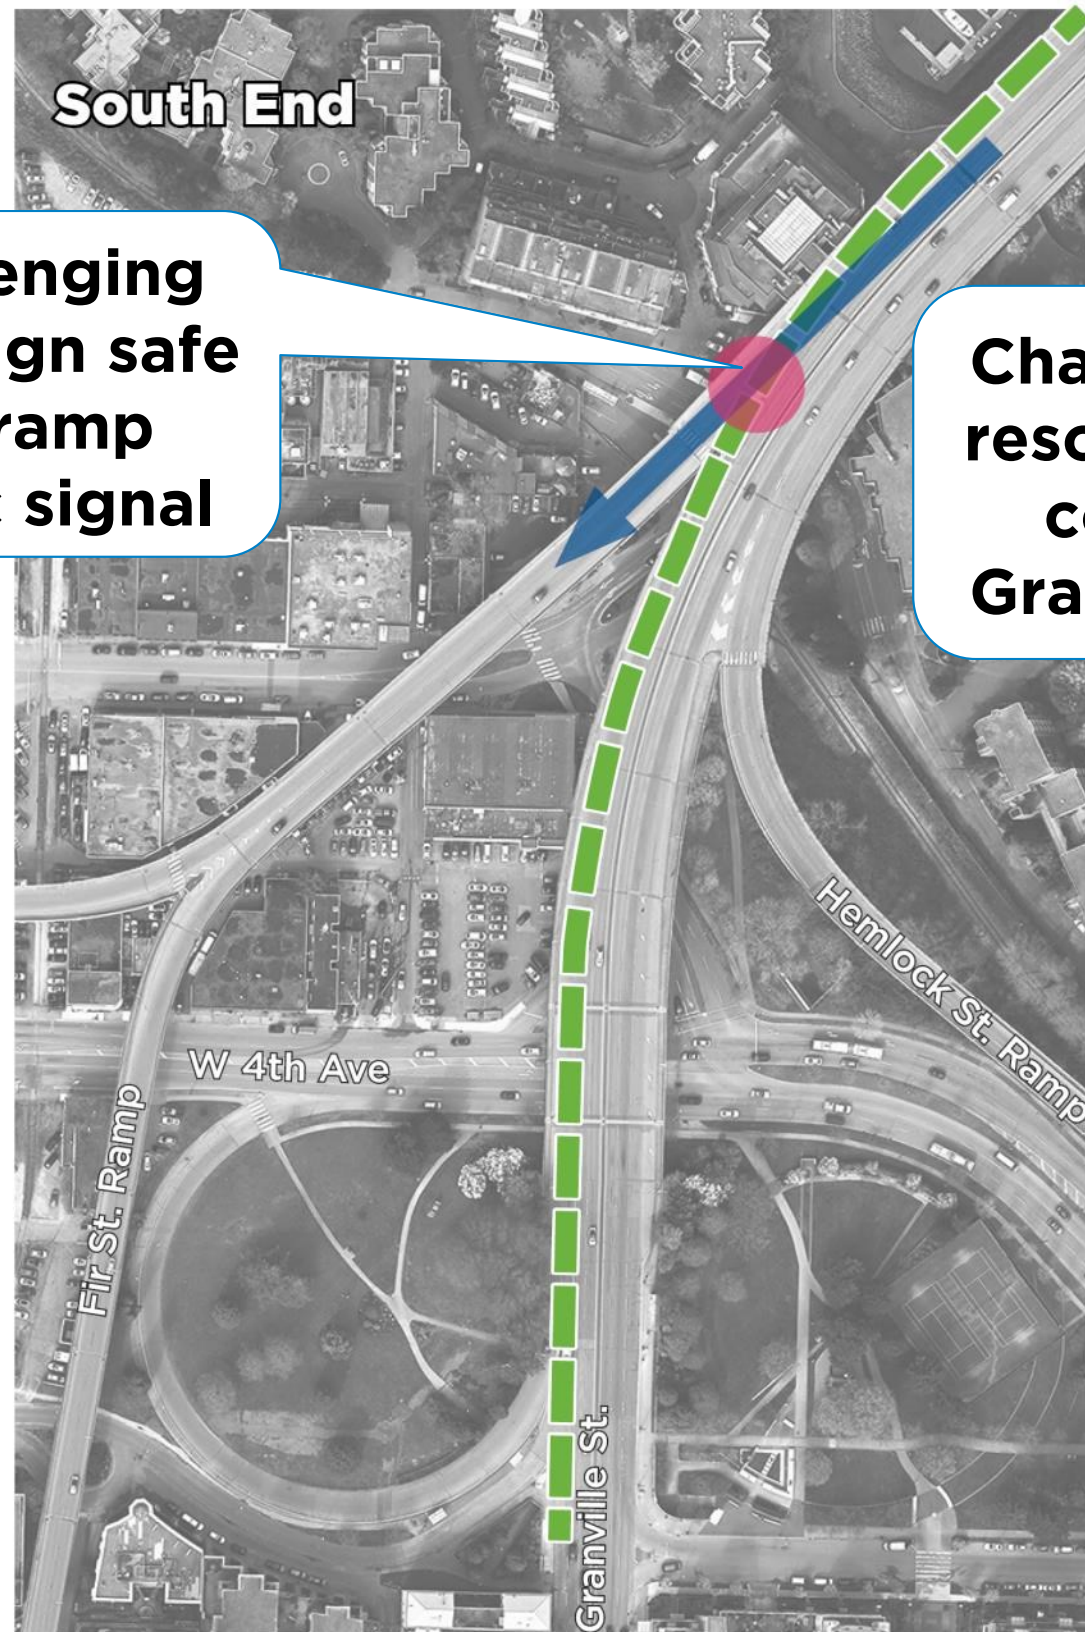 South End
enging
ign safe
ramp
c signal
Cha
reso
co
Gra
Hemlock St. Ramp
W 4th Ave
Fir St. Ramp
Granville St.